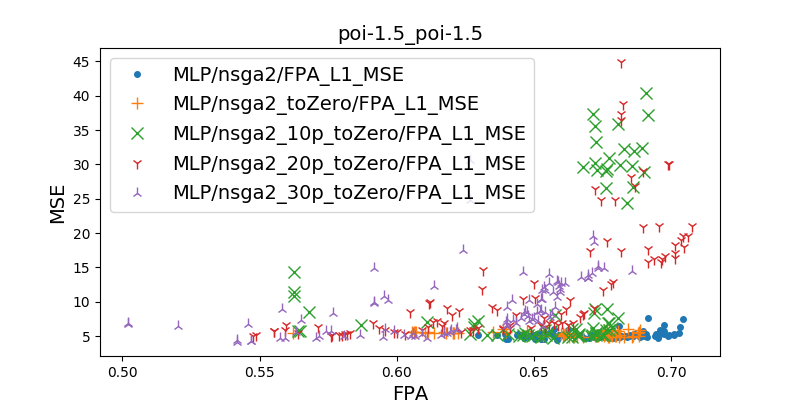 poi-1.5_poi-1.5
MLP/nsga2/FPA_L1_MSE
MLP/nsga2_toZero/FPA_L1_MSE
MLP/nsga2_10p_toZero/FPA_L1_MSE
MLP/nsga2_20p_toZero/FPA_L1_MSE
MLP/nsga2_30p_toZero/FPA_L1_MSE
MSE
45
40
35
30
25
20
15
10
5
0.50 0.55 0.60 0.65 0.70
FPA